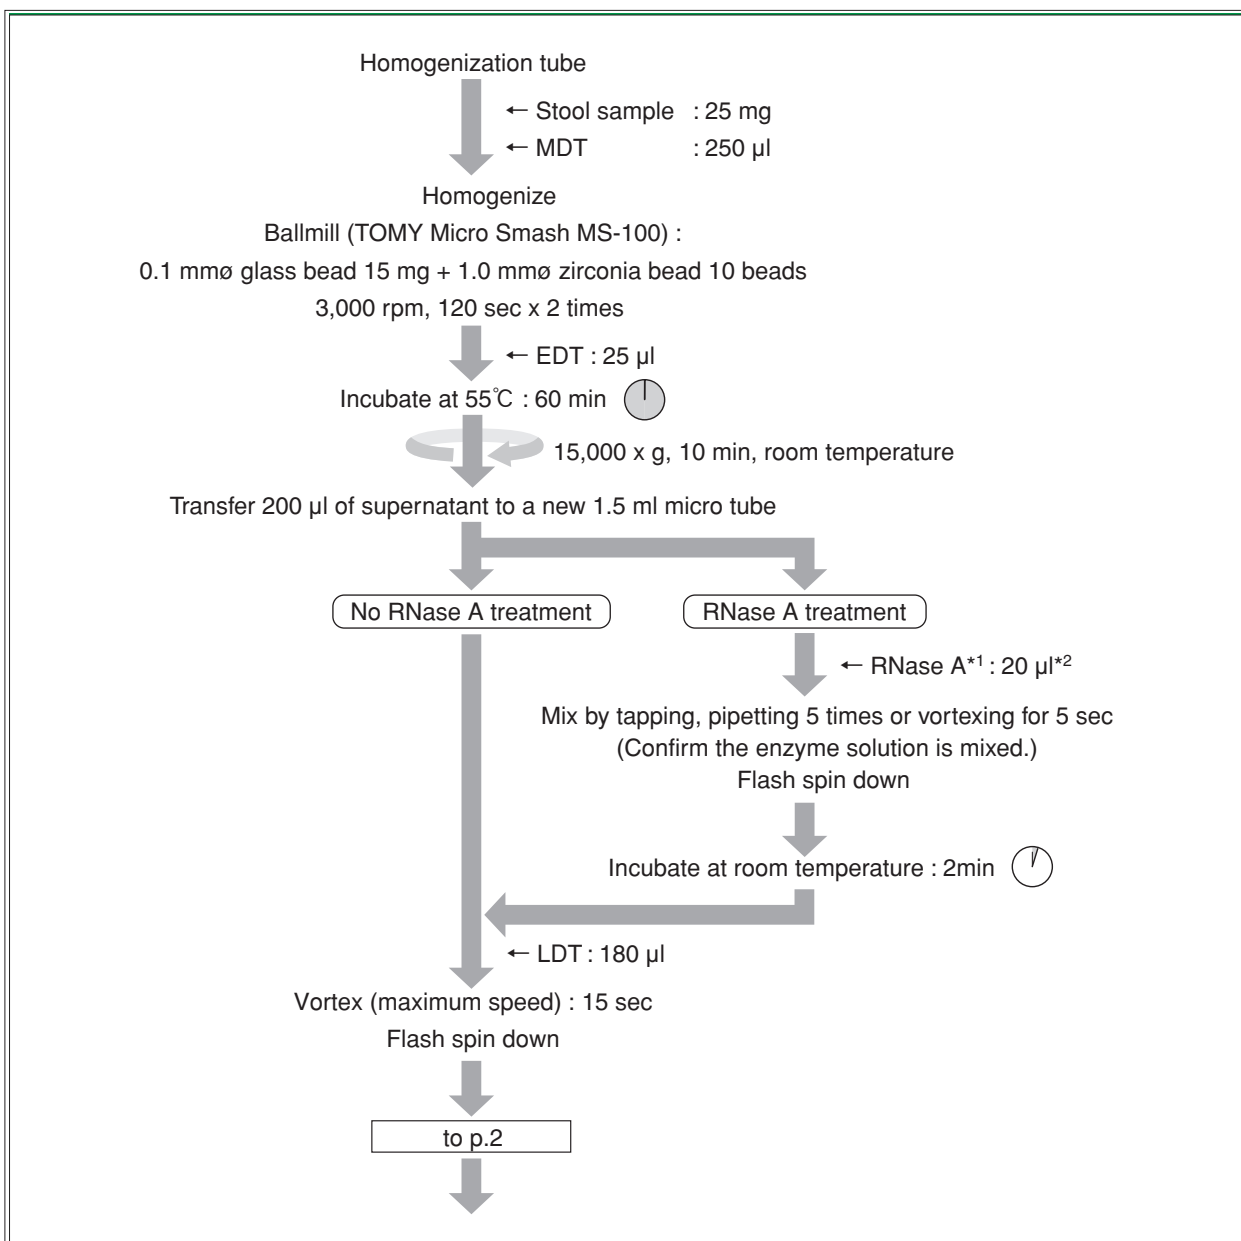 Homogenization tube
← Stool sample : 25 mg
← MDT : 250 µl
Homogenize
Ballmill (TOMY Micro Smash MS-100) :
0.1 mmø glass bead 15 mg + 1.0 mmø zirconia bead 10 beads
3,000 rpm, 120 sec x 2 times
← EDT : 25 µl
Incubate at 55℃ : 60 min
15,000 x g, 10 min, room temperature
Transfer 200 µl of supernatant to a new 1.5 ml micro tube
No RNase A treatment
RNase A treatment
← RNase A*1 : 20 µl*2
Mix by tapping, pipetting 5 times or vortexing for 5 sec
(Confirm the enzyme solution is mixed.)
Flash spin down
Incubate at room temperature : 2min
← LDT : 180 µl
Vortex (maximum speed) : 15 sec
Flash spin down
to p.2